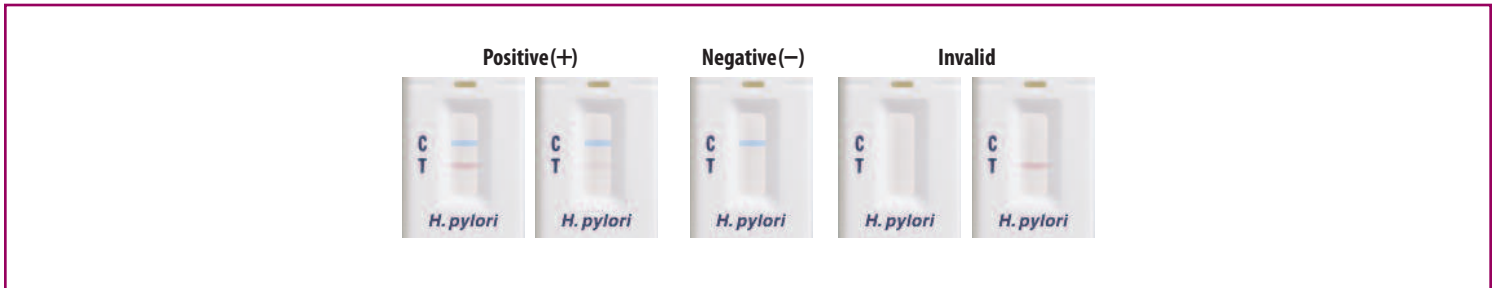 Positive (+) Negative (−) Invalid
C C C C C
T T T T T
H. pylori H. pylori H. pylori H. pylori H. pylori